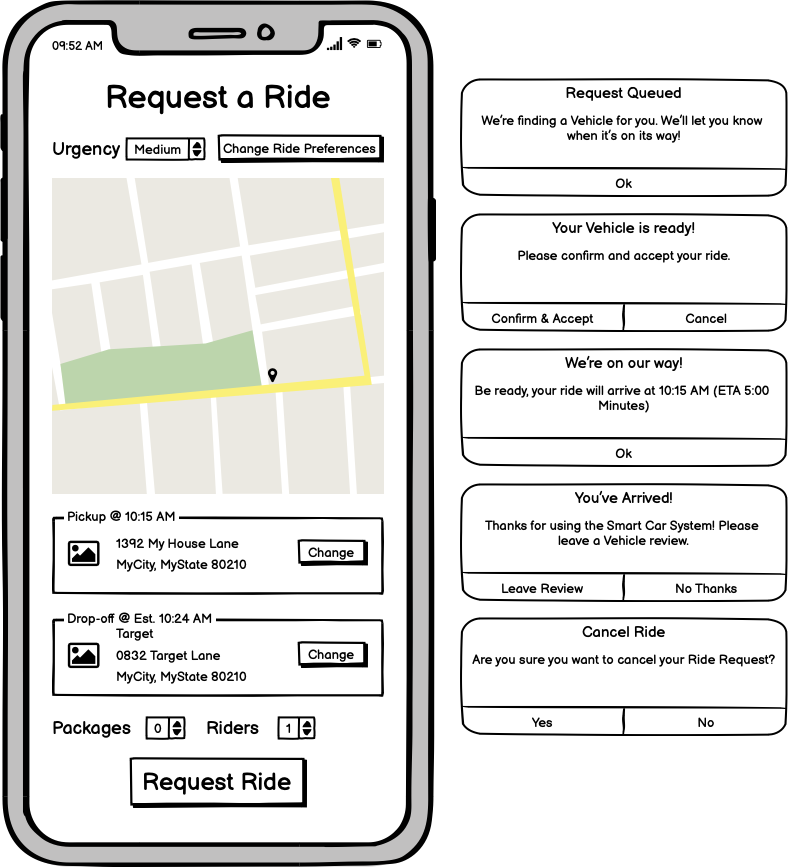 09:52 AM
Request a Ride
Urgency Medium Change Ride Preferences
Pickup @ 10:15 AM
1392 My House Lane
MyCity, MyState 80210
Change
Drop-off @ Est. 10:24 AM
Target
0832 Target Lane
MyCity, MyState 80210
Change
Packages 0 Riders 1
Request Ride
Request Queued
We're finding a Vehicle for you. We'll let you know
when it's on its way!
Ok
Your Vehicle is ready!
Please confirm and accept your ride.
Confirm & Accept Cancel
We're on our way!
Be ready, your ride will arrive at 10:15 AM (ETA 5:00
Minutes)
Ok
You've Arrived!
Thanks for using the Smart Car System! Please
leave a Vehicle review.
Leave Review No Thanks
Cancel Ride
Are you sure you want to cancel your Ride Request?
Yes No